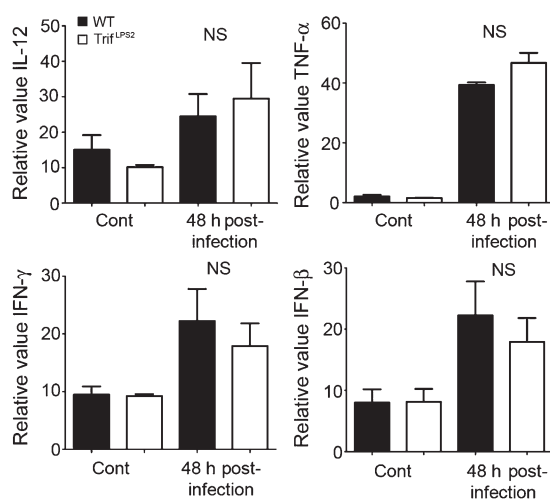 WT
Trif LPS2
NS
Relative value IL-12
50
40
30
20
10
0
Cont
48 h post-
infection
NS
Relative value TNF-α
60
40
20
0
Cont
48 h post-
infection
NS
Relative value IFN-γ
30
20
10
0
Cont
48 h post-
infection
NS
Relative value IFN-β
30
20
10
0
Cont
48 h post-
infection